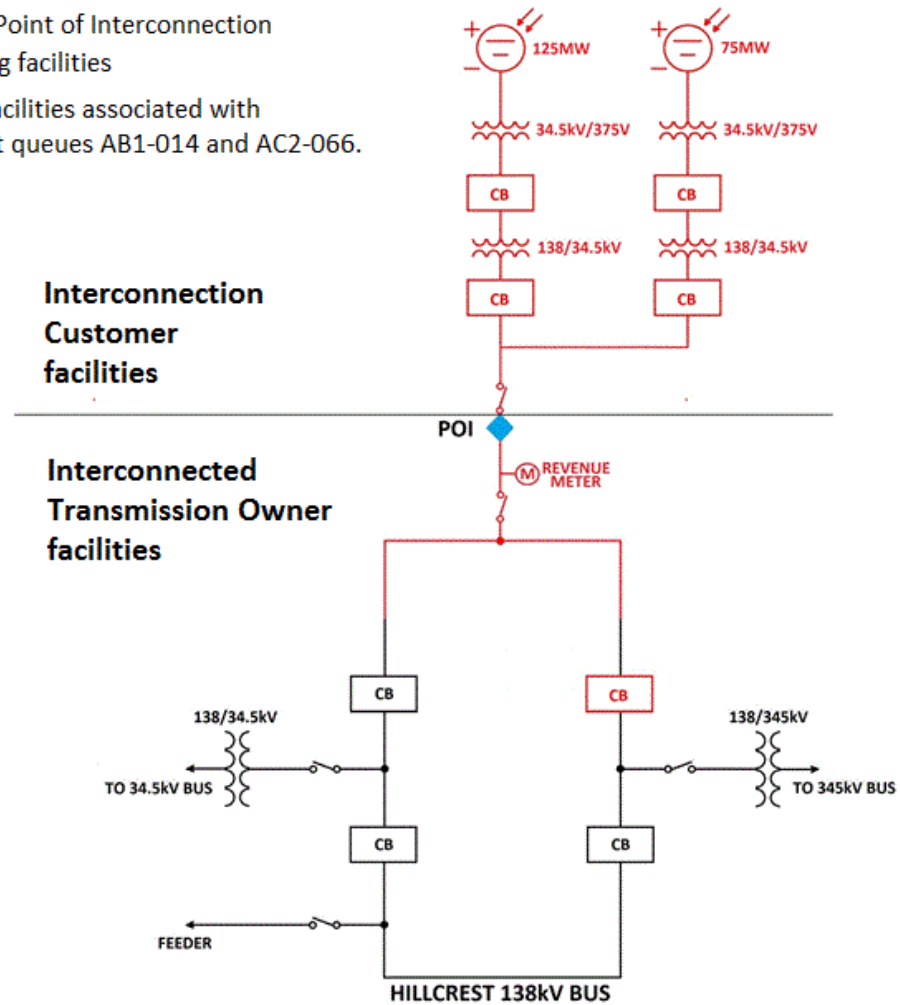 Point of Interconnection
g facilities
acilities associated with
t queues AB1-014 and AC2-066.
+
125MW
−
+
75MW
−
34.5kV/375V
34.5kV/375V
CB
CB
138/34.5kV
138/34.5kV
CB
CB
Interconnection
Customer
facilities
POI
M
REVENUE
METER
Interconnected
Transmission Owner
facilities
CB
CB
138/34.5kV
138/345kV
TO 34.5kV BUS
TO 345kV BUS
CB
CB
FEEDER
HILLCREST 138kV BUS